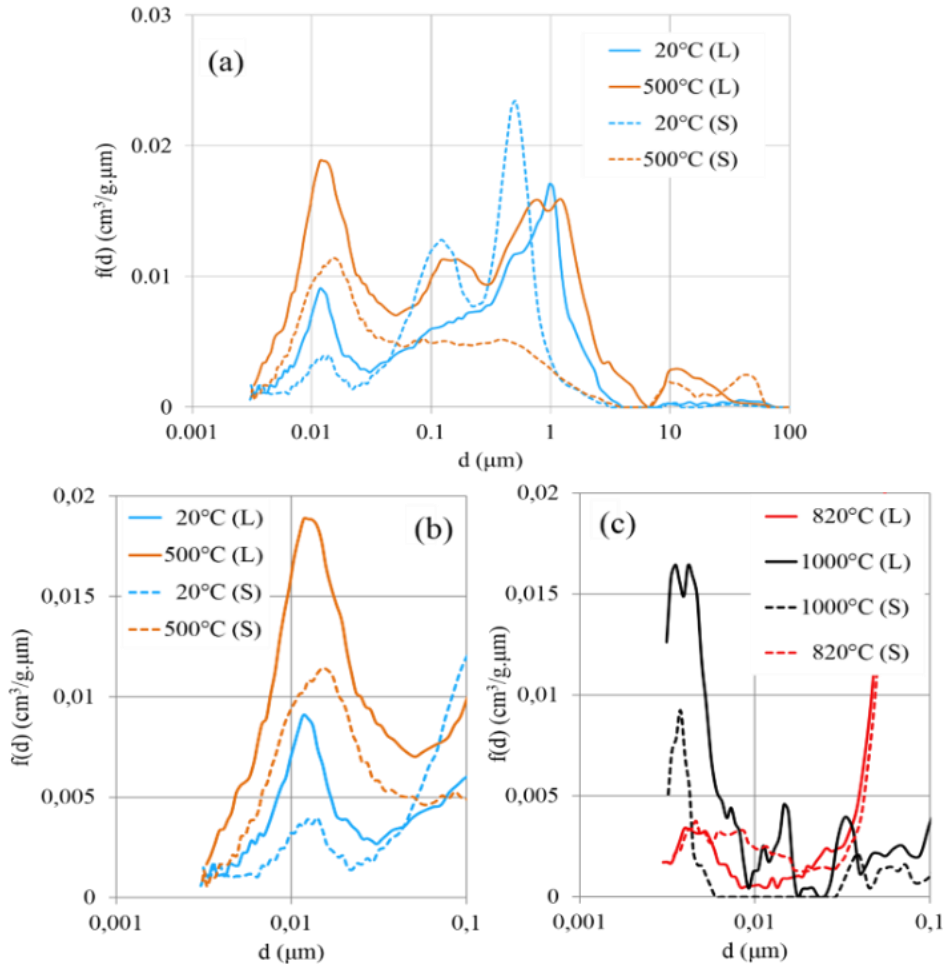 0.03
0.02
0.01
0
f(d) (cm³/g.µm)
(a)
20°C (L)
500°C (L)
20°C (S)
500°C (S)
0.001
0.01
0.1
1
10
100
d (µm)
0,02
0,015
0,01
0,005
0
f(d) (cm³/g.µm)
20°C (L)
500°C (L)
20°C (S)
500°C (S)
(b)
0,001
0,01
0,1
d (µm)
0,02
0,015
0,01
0,005
0
f(d) (cm³/g.µm)
(c)
820°C (L)
1000°C (L)
1000°C (S)
820°C (S)
0,001
0,01
0,1
d (µm)